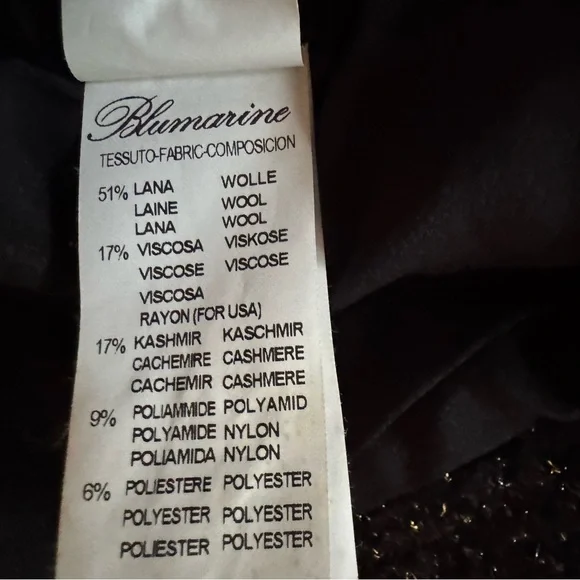 Blumarine
TESSUTO-FABRIC-COMPOSICION
51% LANA WOLLE
LAINE WOOL
LANA WOOL
17% VISCOSA VISKOSE
VISCOSE VISCOSE
VISCOSA
RAYON (FOR USA)
17% KASHMIR KASCHMIR
CACHEMIRE CASHMERE
CACHEMIR CASHMERE
9% POLIAMMIDE POLYAMID
POLYAMIDE NYLON
POLIAMIDA NYLON
6% POLIESTERE POLYESTER
POLYESTER POLYESTER
POLIESTER POLYESTER